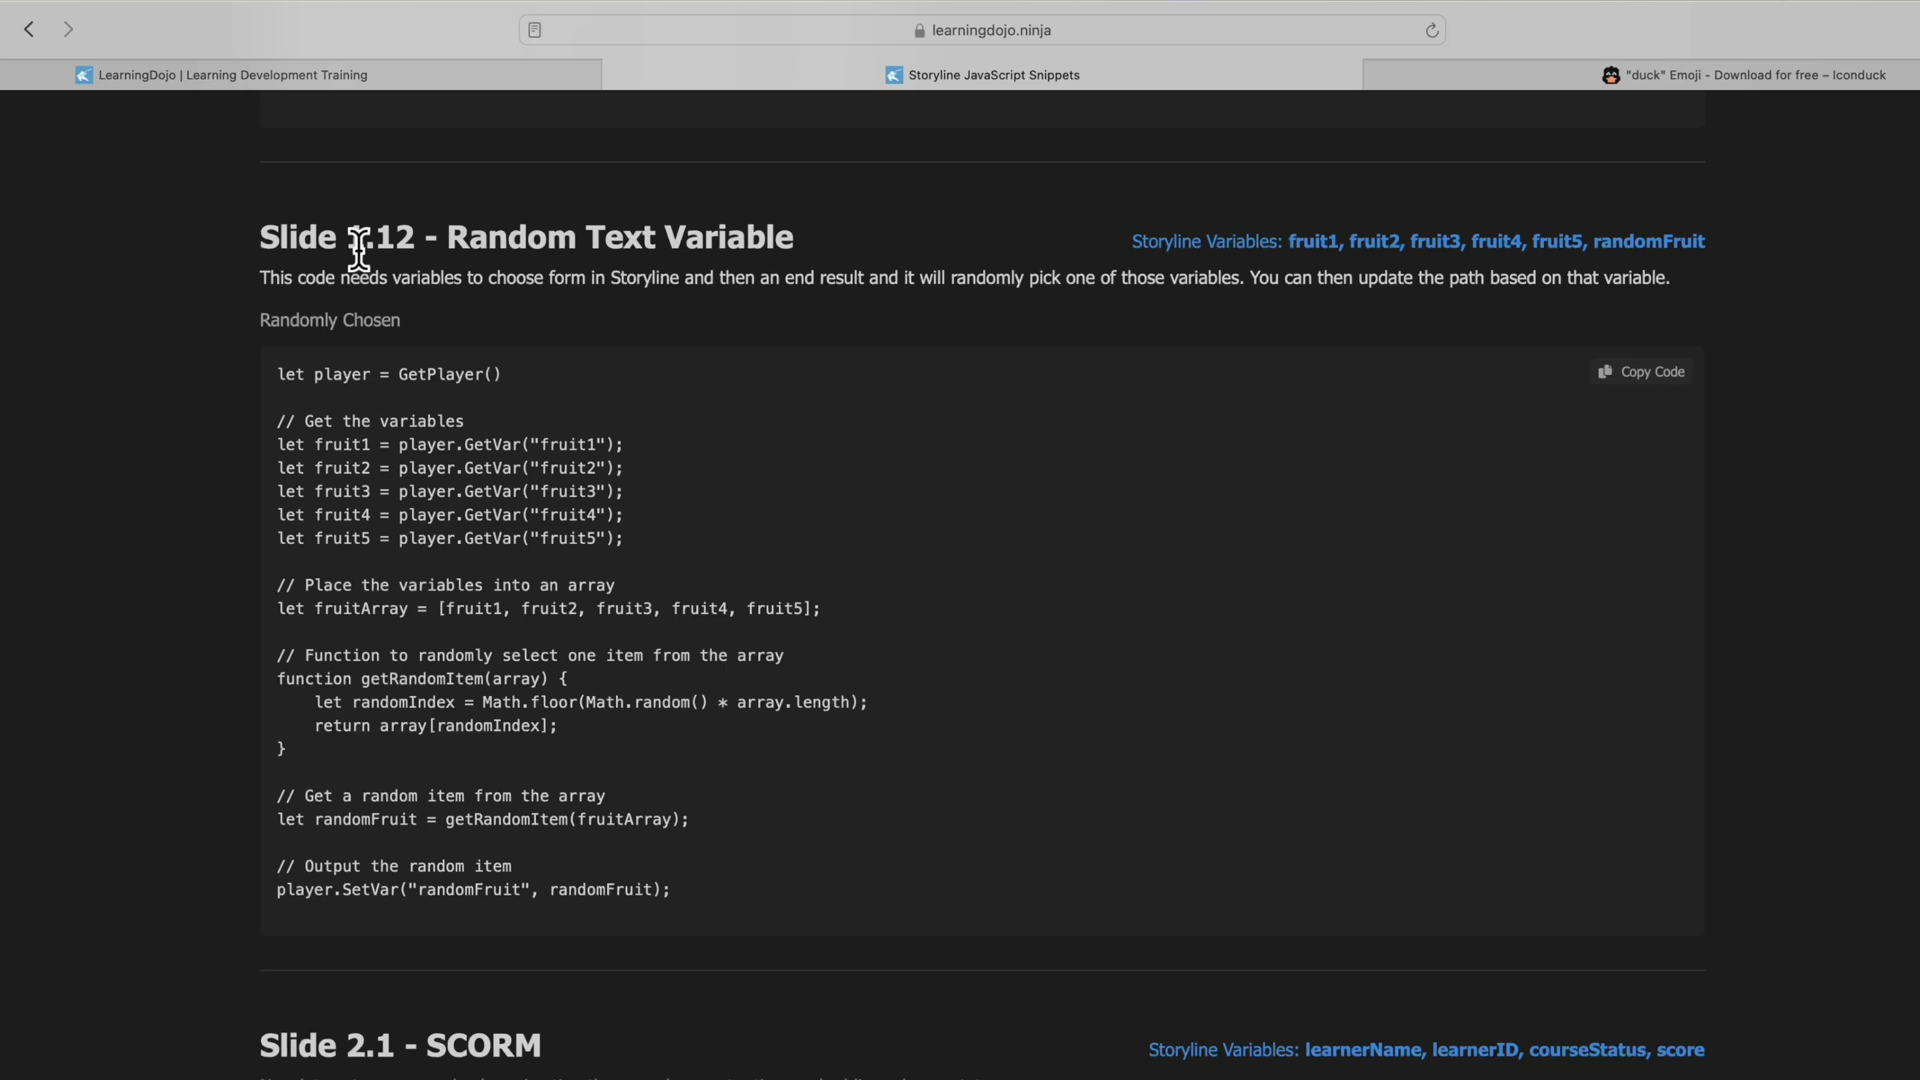 learningdojo.ninja
LearningDojo | Learning Development Training
Storyline JavaScript Snippets
"duck" Emoji - Download for free – Iconduck
Slide 1.12 - Random Text Variable
Storyline Variables: fruit1, fruit2, fruit3, fruit4, fruit5, randomFruit
This code needs variables to choose form in Storyline and then an end result and it will randomly pick one of those variables. You can then update the path based on that variable.
Randomly Chosen
Copy Code
let player = GetPlayer()
// Get the variables
let fruit1 = player.GetVar("fruit1");
let fruit2 = player.GetVar("fruit2");
let fruit3 = player.GetVar("fruit3");
let fruit4 = player.GetVar("fruit4");
let fruit5 = player.GetVar("fruit5");
// Place the variables into an array
let fruitArray = [fruit1, fruit2, fruit3, fruit4, fruit5];
// Function to randomly select one item from the array
function getRandomItem(array) {
    let randomIndex = Math.floor(Math.random() * array.length);
    return array[randomIndex];
}
// Get a random item from the array
let randomFruit = getRandomItem(fruitArray);
// Output the random item
player.SetVar("randomFruit", randomFruit);
Slide 2.1 - SCORM
Storyline Variables: learnerName, learnerID, courseStatus, score